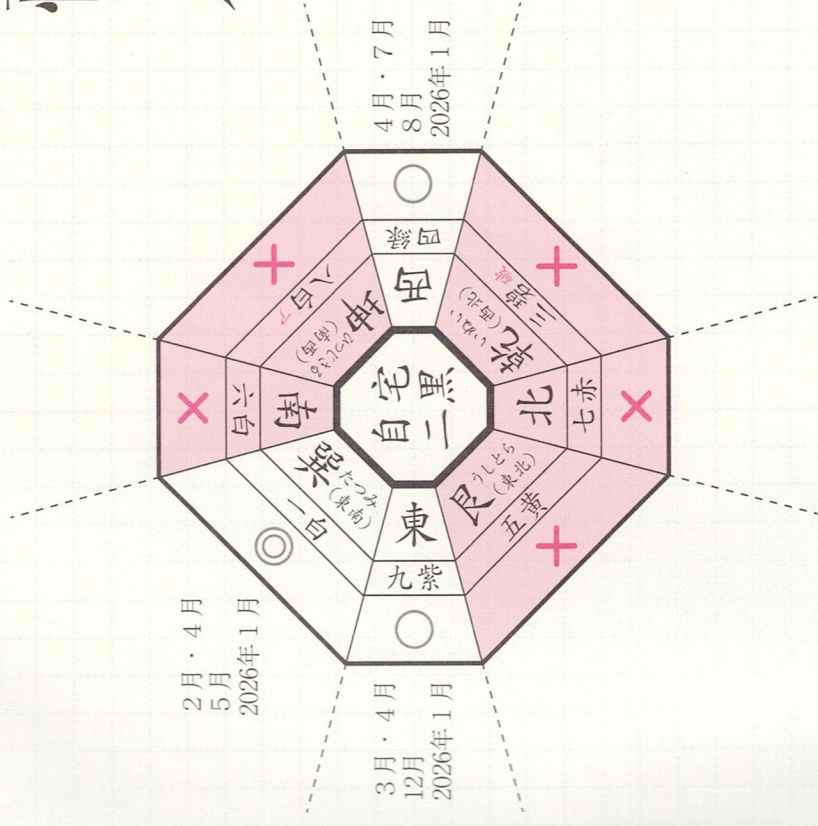 自宅
二黒
4月・7月
8月
2026年1月
○
四緑
西
×
三碧
破
乾
いぬい
(西北)
×
七赤
北
×
五黄
艮
うしとら
(東北)
○
九紫
東
3月・4月
12月
2026年1月
◎
一白
巽
たつみ
(東南)
2月・4月
5月
2026年1月
×
六白
南
×
八白
ア
坤
ひつじさる
(南西)